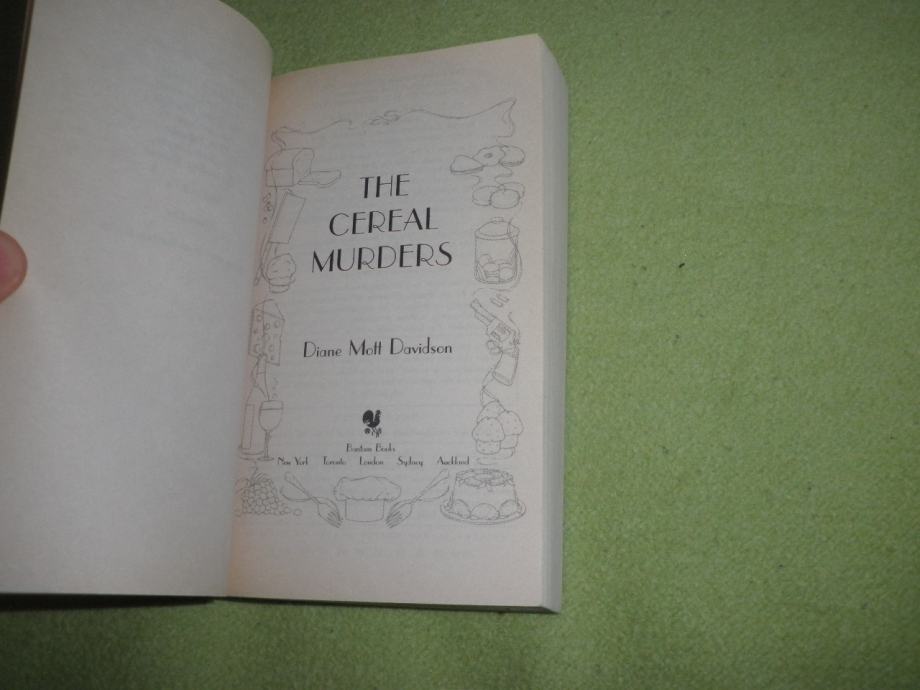 THE
CEREAL
MURDERS
Diane Mott Davidson
Bantam Books
New York Toronto London Sydney Auckland